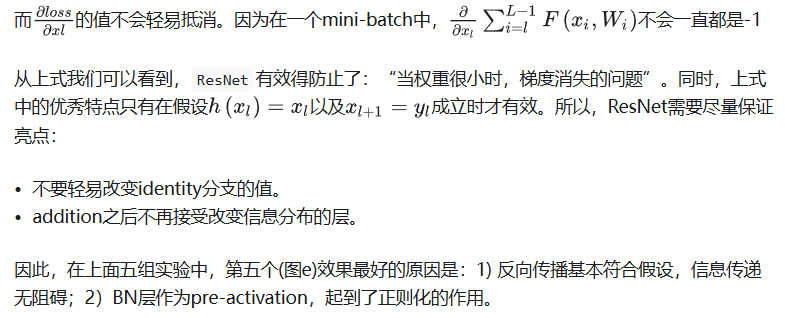 而 $\frac{\partial loss}{\partial xl}$ 的值不会轻易抵消。因为在一个mini-batch中，$\frac{\partial}{\partial x_l} \sum_{i=l}^{L-1} F(x_i, W_i)$不会一直都是-1
从上式我们可以看到，ResNet 有效得防止了：“当权重很小时，梯度消失的问题”。同时，上式
中的优秀特点只有在假设$h(x_l) = x_l$以及$x_{l+1} = y_l$成立时才有效。所以，ResNet需要尽量保证
亮点：
• 不要轻易改变identity分支的值。
• addition之后不再接受改变信息分布的层。
因此，在上面五组实验中，第五个(图e)效果最好的原因是：1) 反向传播基本符合假设，信息传递
无阻碍；2）BN层作为pre-activation，起到了正则化的作用。